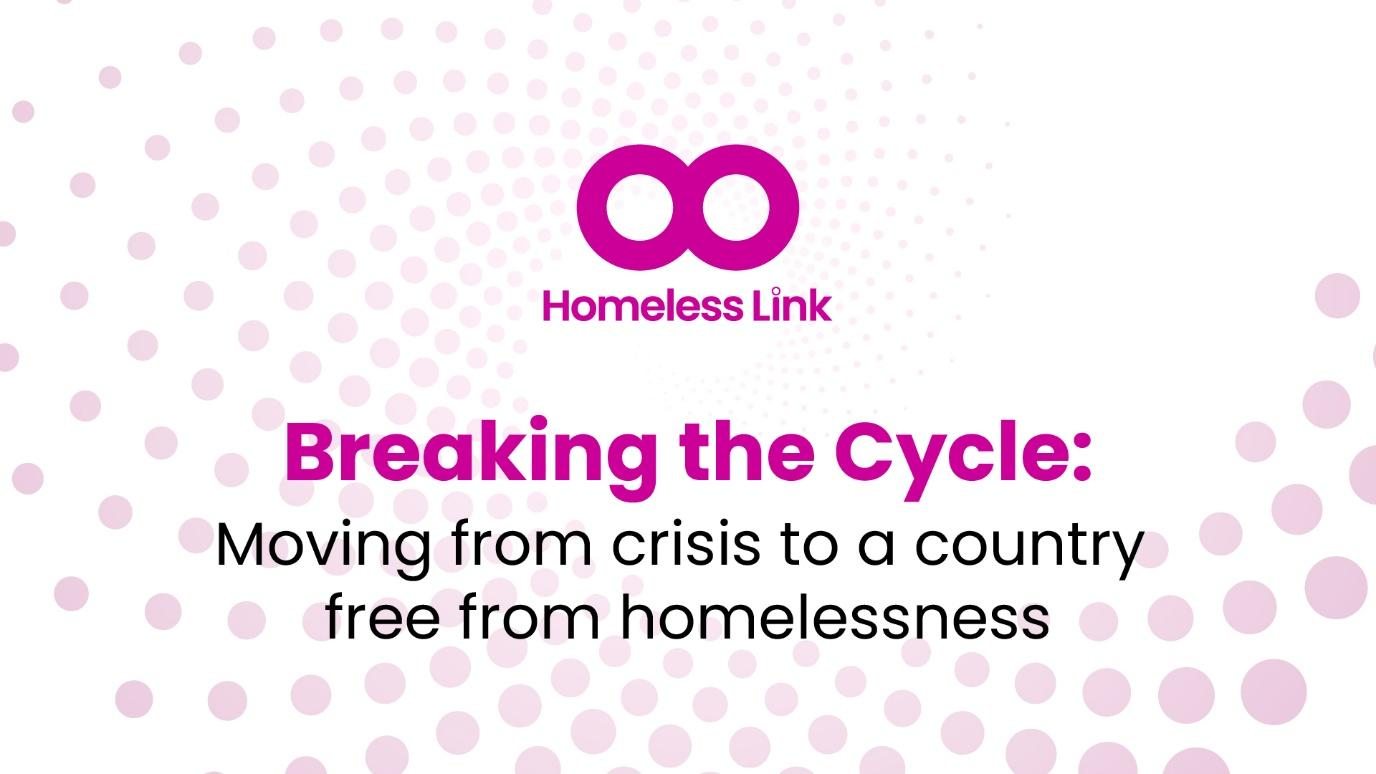 Homeless Link
Breaking the Cycle:
Moving from crisis to a country
free from homelessness